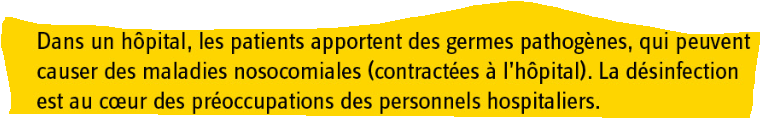 Dans un hôpital, les patients apportent des germes pathogènes, qui peuvent
causer des maladies nosocomiales (contractées à l'hôpital). La désinfection
est au cœur des préoccupations des personnels hospitaliers.